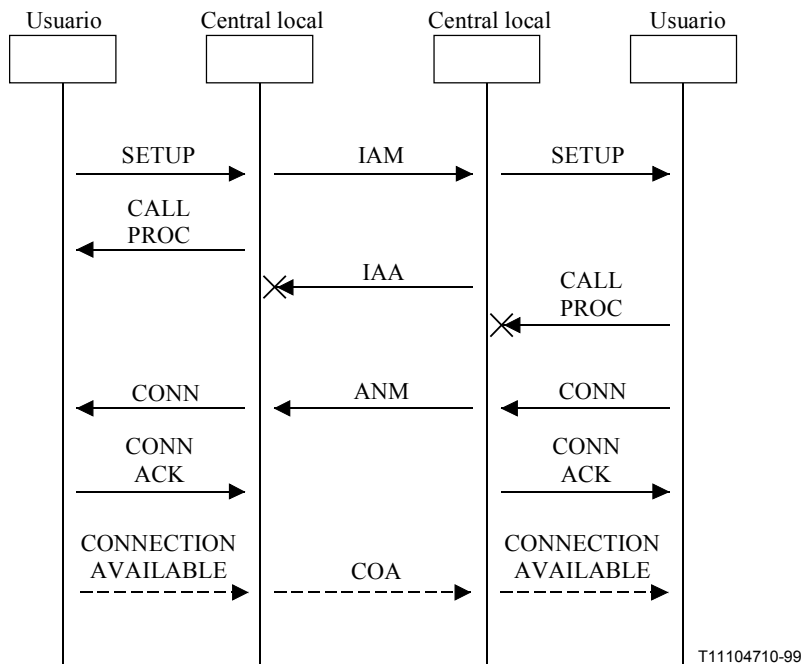 Usuario Central local Central local Usuario
SETUP IAM SETUP
CALL
PROC
IAA
CALL
PROC
CONN ANM CONN
CONN
ACK
CONN
ACK
CONNECTION
AVAILABLE
COA
CONNECTION
AVAILABLE
T11104710-99